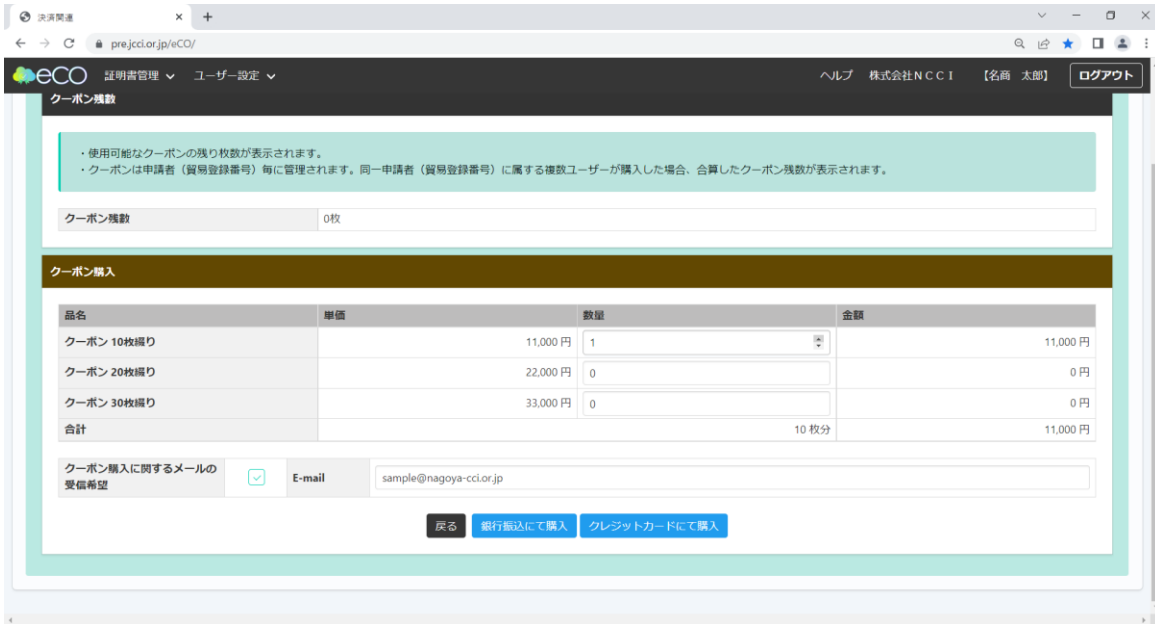 決済関連
pre.jcci.or.jp/eCO/
eCO 証明書管理 ユーザー設定 ヘルプ 株式会社NCCI 【名商 太郎】 ログアウト
クーポン残数
・使用可能なクーポンの残り枚数が表示されます。
・クーポンは申請者（貿易登録番号）毎に管理されます。同一申請者（貿易登録番号）に属する複数ユーザーが購入した場合、合算したクーポン残数が表示されます。
クーポン残数 0枚
クーポン購入
品名 単価 数量 金額
クーポン 10枚綴り 11,000 円 1 11,000 円
クーポン 20枚綴り 22,000 円 0 0 円
クーポン 30枚綴り 33,000 円 0 0 円
合計 10 枚分 11,000 円
クーポン購入に関するメールの
受信希望 E-mail sample@nagoya-cci.or.jp
戻る 銀行振込にて購入 クレジットカードにて購入